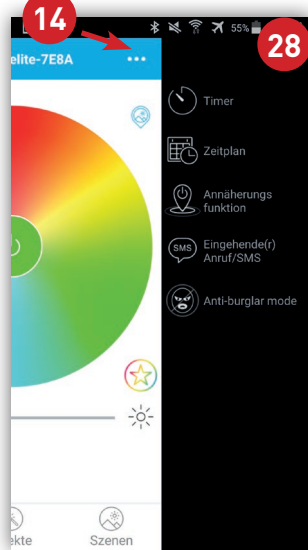 14
55%
28
elite-7E8A
Timer
Zeitplan
Annäherungs
funktion
SMS
Eingehende(r)
Anruf/SMS
Anti-burglar mode
ekte
Szenen